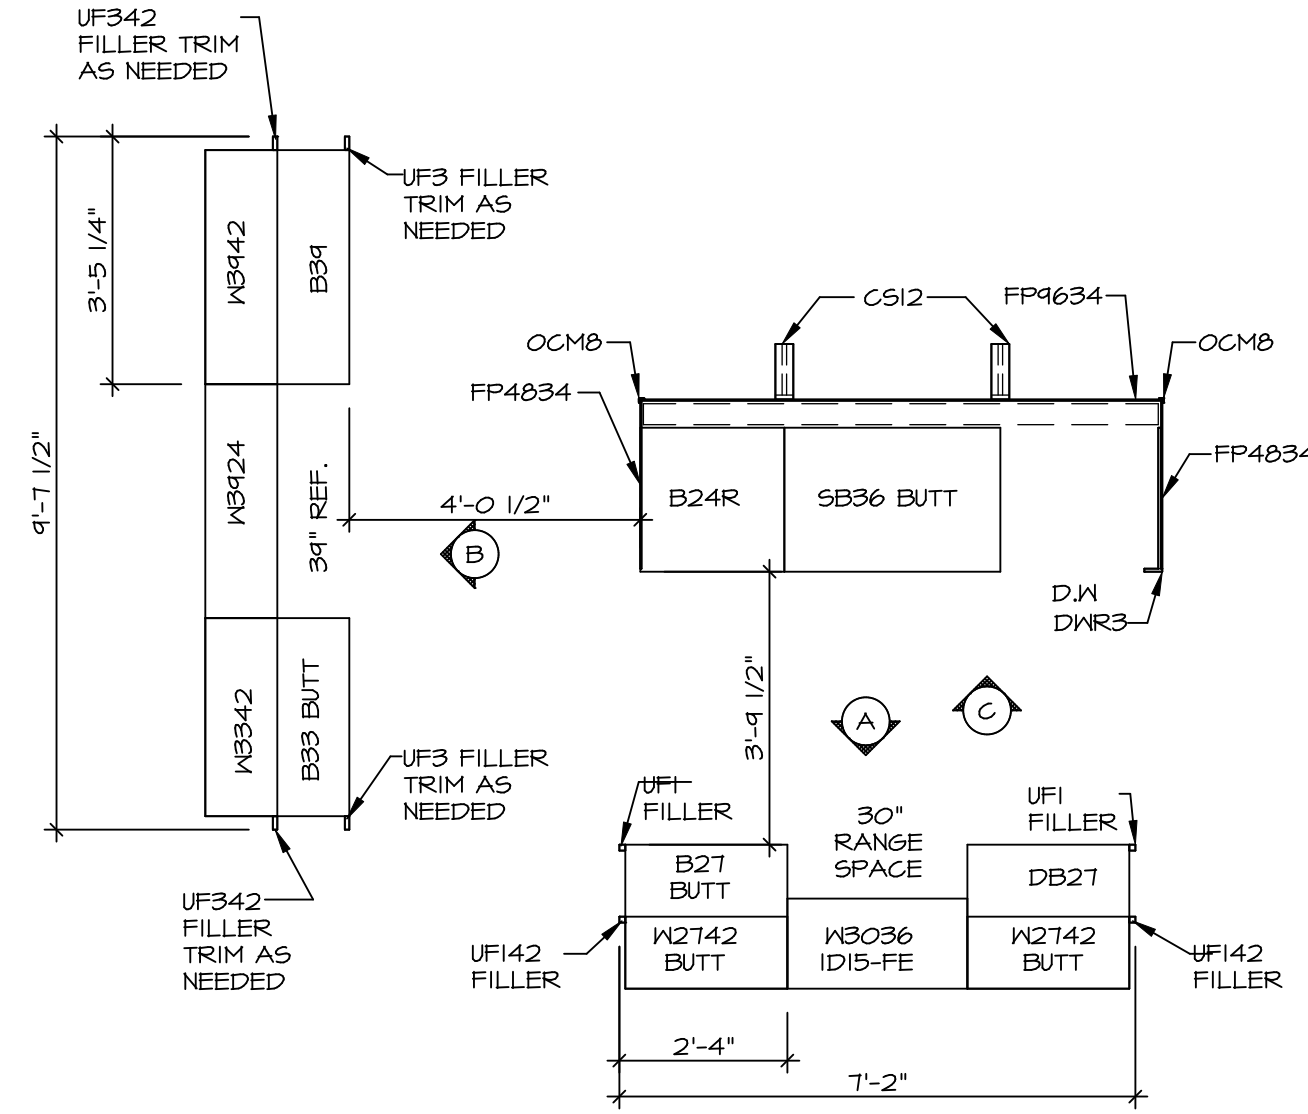 UF342
FILLER TRIM
AS NEEDED
UF3 FILLER
TRIM AS
NEEDED
3'-5 1/4"
W3942
B39
9'-7 1/2"
W3924
39" REF.
W3342
B33 BUTT
UF3 FILLER
TRIM AS
NEEDED
UF342
FILLER
TRIM AS
NEEDED
4'-0 1/2"
B
CS12
FP9634
OCM8
OCM8
FP4834
FP4834
B24R
SB36 BUTT
D.W
DWR3
3'-9 1/2"
A
C
UF1
FILLER
30"
RANGE
SPACE
UF1
FILLER
B27
BUTT
DB27
W2742
BUTT
W3036
1D15-FE
W2742
BUTT
UF142
FILLER
UF142
FILLER
2'-4"
7'-2"